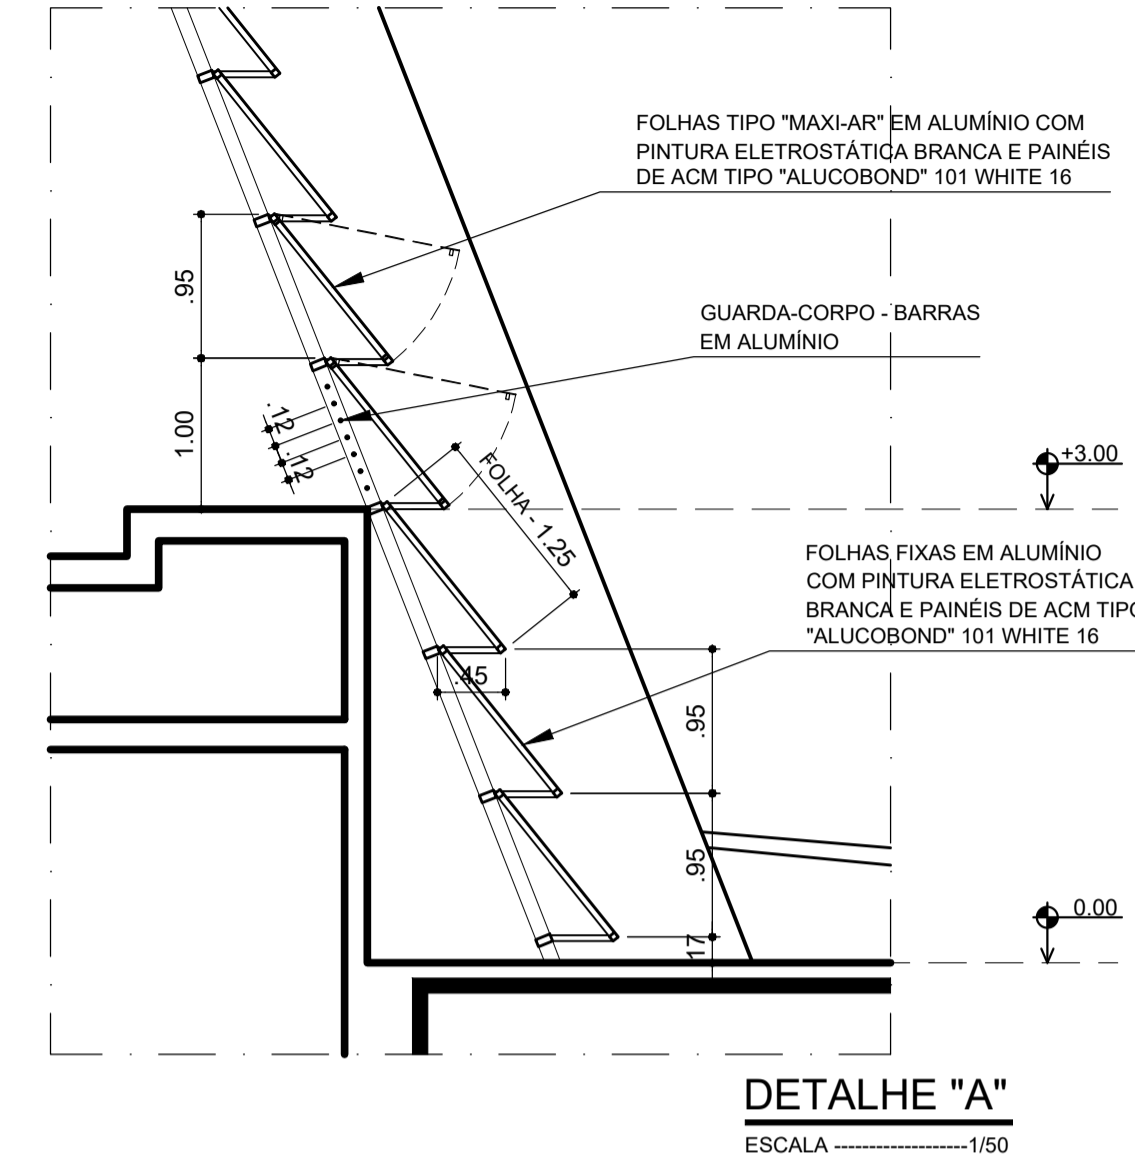 FOLHAS TIPO "MAXI-AR" EM ALUMÍNIO COM
PINTURA ELETROSTÁTICA BRANCA E PAINÉIS
DE ACM TIPO "ALUCOBOND" 101 WHITE 16
.95
GUARDA-CORPO - BARRAS
EM ALUMÍNIO
1.00
.12
.12
+3.00
FOLHA - 1.25
FOLHAS FIXAS EM ALUMÍNIO
COM PINTURA ELETROSTÁTICA
BRANCA E PAINÉIS DE ACM TIPO
"ALUCOBOND" 101 WHITE 16
.45
.95
.95
0.00
17
DETALHE "A"
ESCALA -------------------1/50